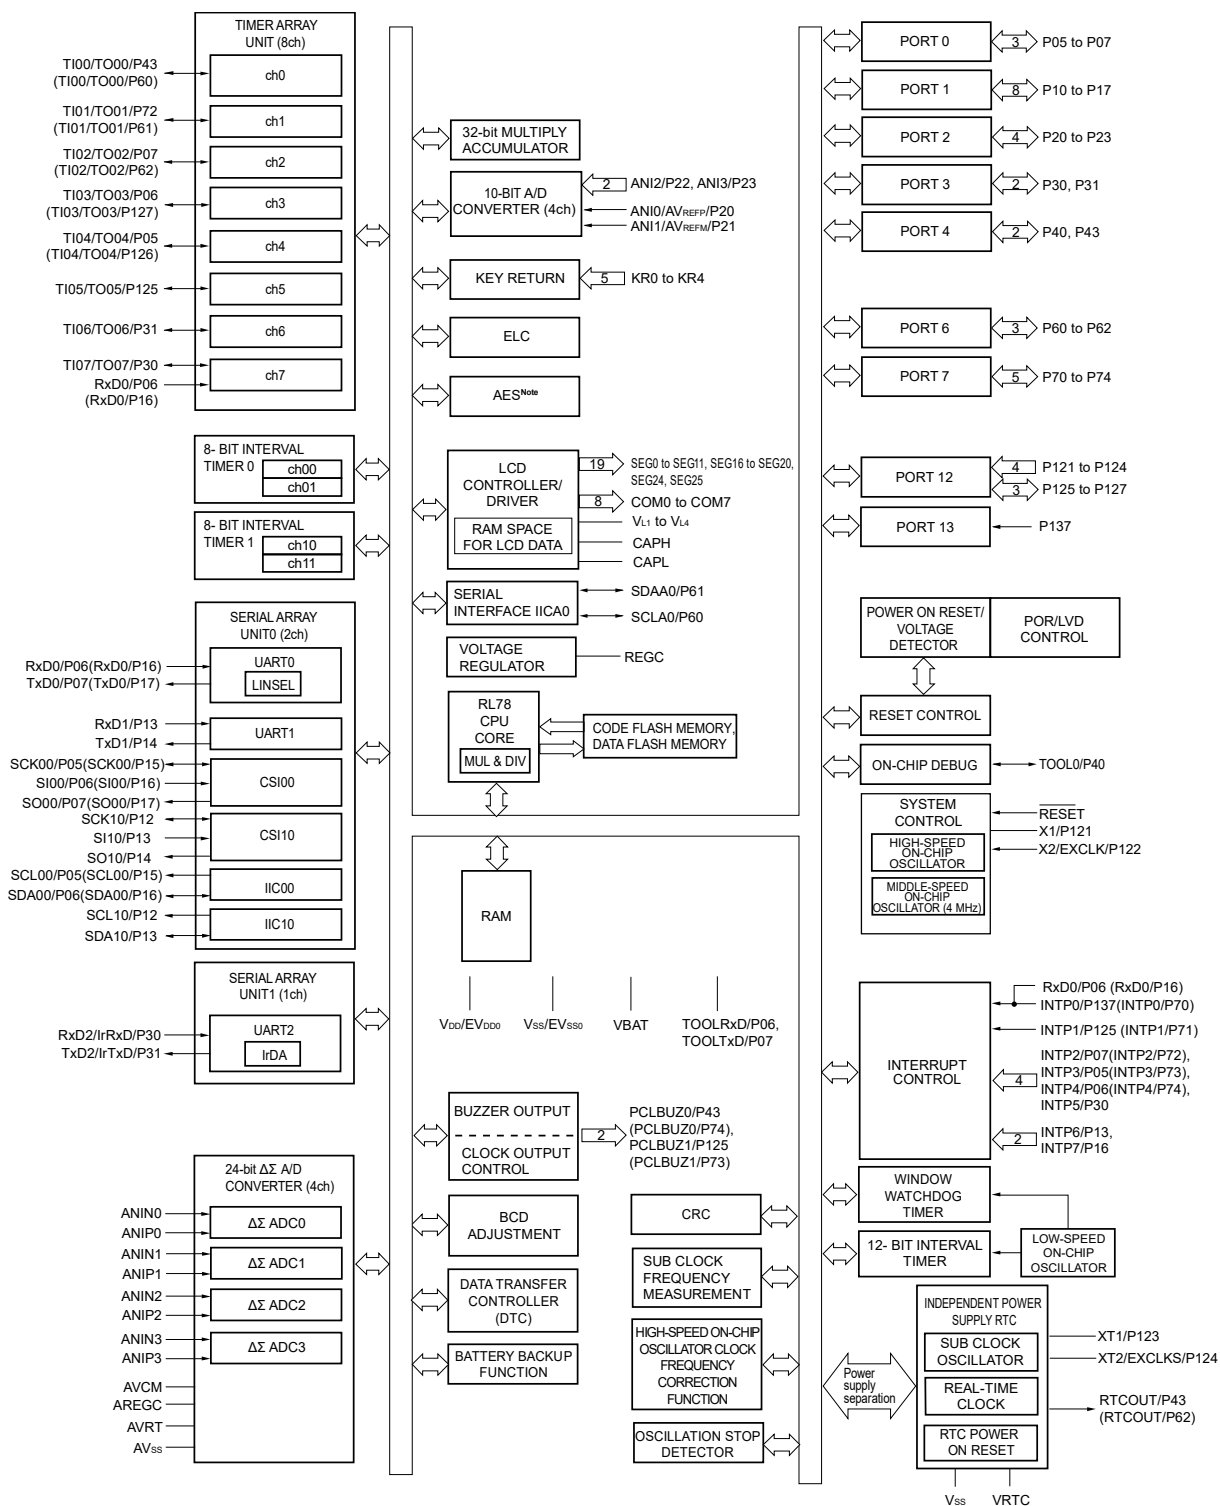 TIMER ARRAY
UNIT (8ch)
TI00/TO00/P43
(TI00/TO00/P60)
ch0
TI01/TO01/P72
(TI01/TO01/P61)
ch1
TI02/TO02/P07
(TI02/TO02/P62)
ch2
TI03/TO03/P06
(TI03/TO03/P127)
ch3
TI04/TO04/P05
(TI04/TO04/P126)
ch4
TI05/TO05/P125
ch5
TI06/TO06/P31
ch6
TI07/TO07/P30
RxD0/P06
(RxD0/P16)
ch7
8- BIT INTERVAL
TIMER 0
ch00
ch01
8- BIT INTERVAL
TIMER 1
ch10
ch11
SERIAL ARRAY
UNIT0 (2ch)
RxD0/P06(RxD0/P16)
TxD0/P07(TxD0/P17)
UART0
LINSEL
RxD1/P13
TxD1/P14
UART1
SCK00/P05(SCK00/P15)
SI00/P06(SI00/P16)
SO00/P07(SO00/P17)
CSI00
SCK10/P12
SI10/P13
SO10/P14
CSI10
SCL00/P05(SCL00/P15)
SDA00/P06(SDA00/P16)
IIC00
SCL10/P12
SDA10/P13
IIC10
SERIAL ARRAY
UNIT1 (1ch)
RxD2/IrRxD/P30
TxD2/IrTxD/P31
UART2
IrDA
24-bit ΔΣ A/D
CONVERTER (4ch)
ANIN0
ANIP0
ΔΣ ADC0
ANIN1
ANIP1
ΔΣ ADC1
ANIN2
ANIP2
ΔΣ ADC2
ANIN3
ANIP3
ΔΣ ADC3
AVCM
AREGC
AVRT
AVss
32-bit MULTIPLY
ACCUMULATOR
10-BIT A/D
CONVERTER (4ch)
2
ANI2/P22, ANI3/P23
ANI0/AVREFP/P20
ANI1/AVREFM/P21
KEY RETURN
5
KR0 to KR4
ELC
AESNote
LCD
CONTROLLER/
DRIVER
RAM SPACE
FOR LCD DATA
19
SEG0 to SEG11, SEG16 to SEG20,
SEG24, SEG25
8
COM0 to COM7
VL1 to VL4
CAPH
CAPL
SERIAL
INTERFACE IICA0
SDAA0/P61
SCLA0/P60
VOLTAGE
REGULATOR
REGC
RL78
CPU
CORE
MUL & DIV
CODE FLASH MEMORY,
DATA FLASH MEMORY
RAM
VDD/EVDD0
VSS/EVSS0
VBAT
TOOLRxD/P06,
TOOLTxD/P07
BUZZER OUTPUT
CLOCK OUTPUT
CONTROL
2
PCLBUZ0/P43
(PCLBUZ0/P74),
PCLBUZ1/P125
(PCLBUZ1/P73)
BCD
ADJUSTMENT
DATA TRANSFER
CONTROLLER
(DTC)
BATTERY BACKUP
FUNCTION
CRC
SUB CLOCK
FREQUENCY
MEASUREMENT
HIGH-SPEED ON-CHIP
OSCILLATOR CLOCK
FREQUENCY
CORRECTION
FUNCTION
OSCILLATION STOP
DETECTOR
PORT 0
3
P05 to P07
PORT 1
8
P10 to P17
PORT 2
4
P20 to P23
PORT 3
2
P30, P31
PORT 4
2
P40, P43
PORT 6
3
P60 to P62
PORT 7
5
P70 to P74
PORT 12
4
P121 to P124
3
P125 to P127
PORT 13
P137
POWER ON RESET/
VOLTAGE
DETECTOR
POR/LVD
CONTROL
RESET CONTROL
ON-CHIP DEBUG
TOOL0/P40
SYSTEM
CONTROL
HIGH-SPEED
ON-CHIP
OSCILLATOR
MIDDLE-SPEED
ON-CHIP
OSCILLATOR (4 MHz)
RESET
X1/P121
X2/EXCLK/P122
INTERRUPT
CONTROL
RxD0/P06 (RxD0/P16)
INTP0/P137(INTP0/P70)
INTP1/P125 (INTP1/P71)
4
INTP2/P07(INTP2/P72),
INTP3/P05(INTP3/P73),
INTP4/P06(INTP4/P74),
INTP5/P30
2
INTP6/P13,
INTP7/P16
WINDOW
WATCHDOG
TIMER
12- BIT INTERVAL
TIMER
LOW-SPEED
ON-CHIP
OSCILLATOR
Power
supply
separation
INDEPENDENT POWER
SUPPLY RTC
SUB CLOCK
OSCILLATOR
REAL-TIME
CLOCK
RTC POWER
ON RESET
XT1/P123
XT2/EXCLKS/P124
RTCOUT/P43
(RTCOUT/P62)
Vss
VRTC